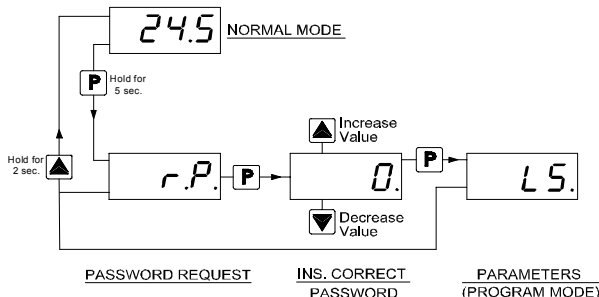 24.5
NORMAL MODE
P
Hold for
5 sec.
Increase
Value
Hold for
2 sec.
r.P.
P
0.
P
LS.
Decrease
Value
PASSWORD REQUEST
INS. CORRECT
PASSWORD
PARAMETERS
(PROGRAM MODE)